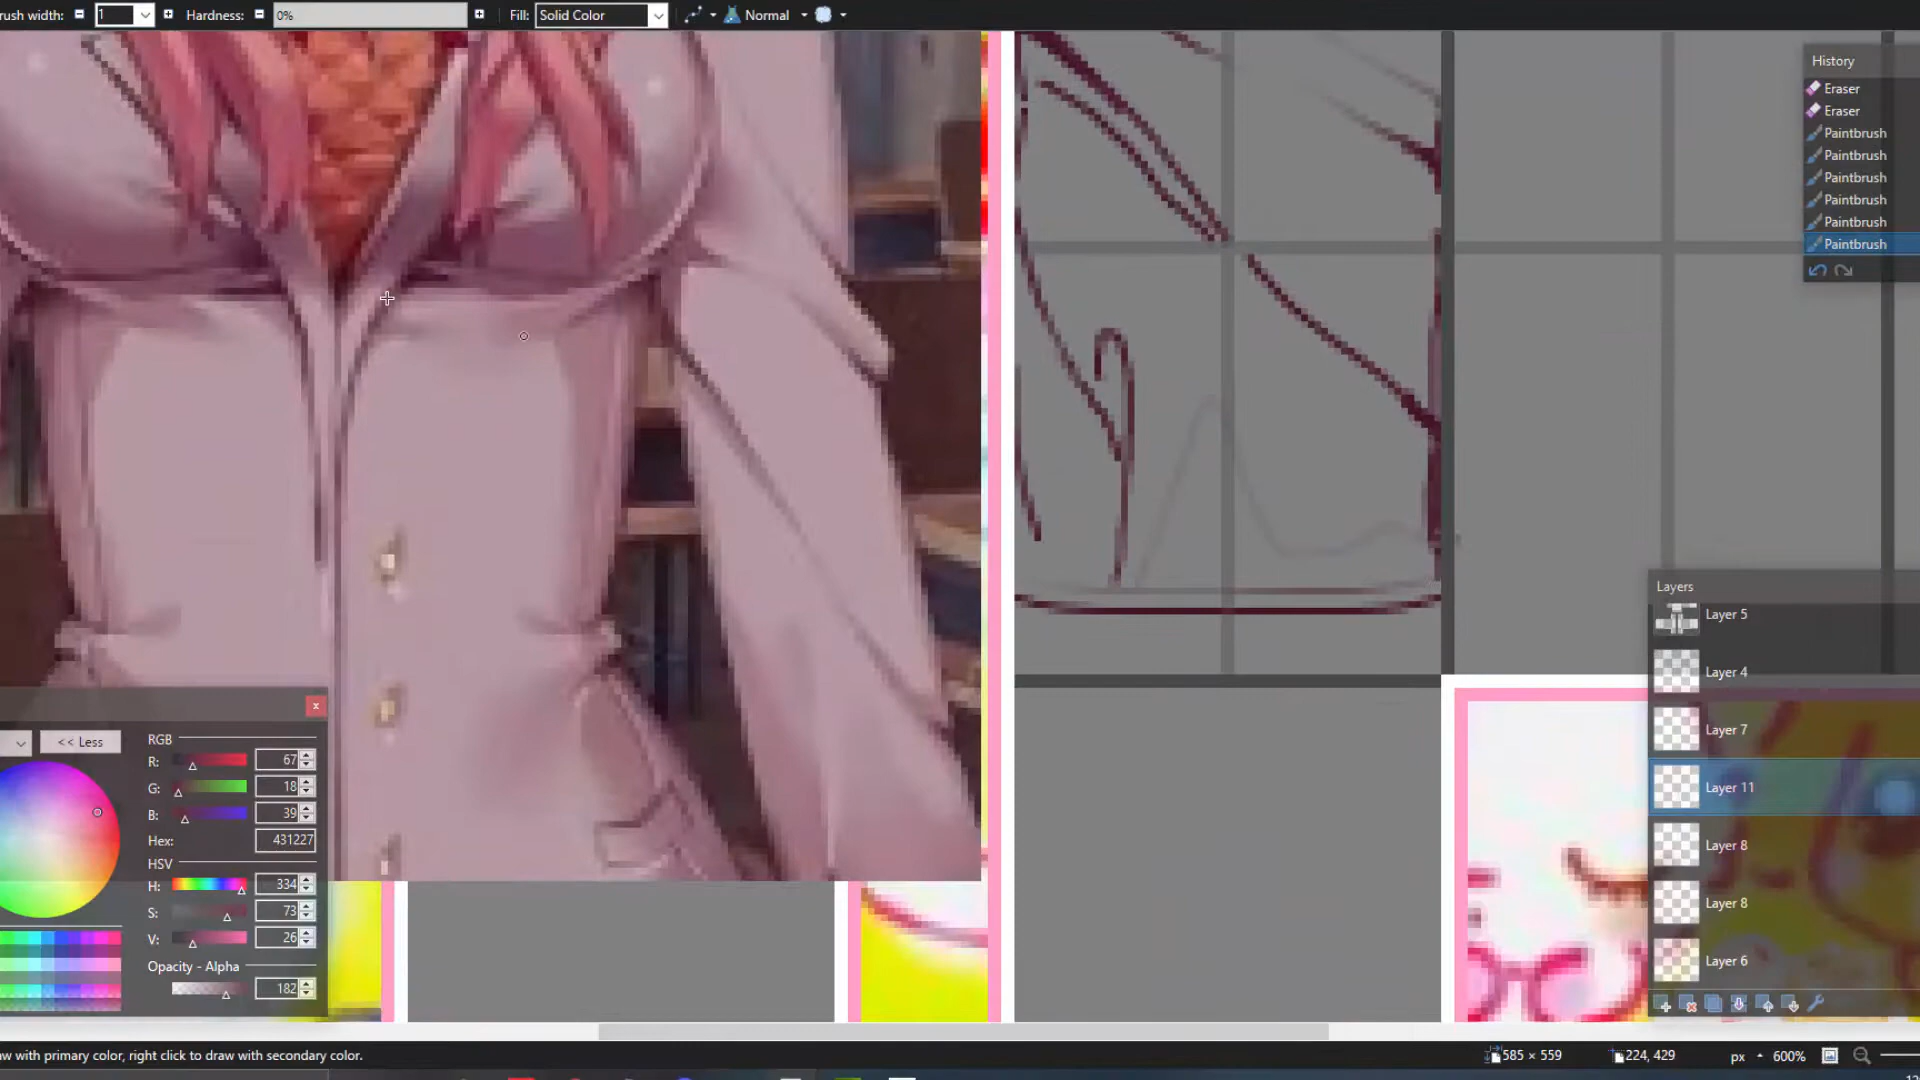 rush width: 1 Hardness: 0% Fill: Solid Color Normal
History
Eraser
Eraser
Paintbrush
Paintbrush
Paintbrush
Paintbrush
Paintbrush
Paintbrush
Layers
Layer 5
Layer 4
Layer 7
Layer 11
Layer 8
Layer 8
Layer 6
<< Less
RGB
R: 67
G: 18
B: 39
Hex: 431227
HSV
H: 334
S: 73
V: 26
Opacity - Alpha
182
aw with primary color, right click to draw with secondary color.
585 × 559 224, 429 px 600%